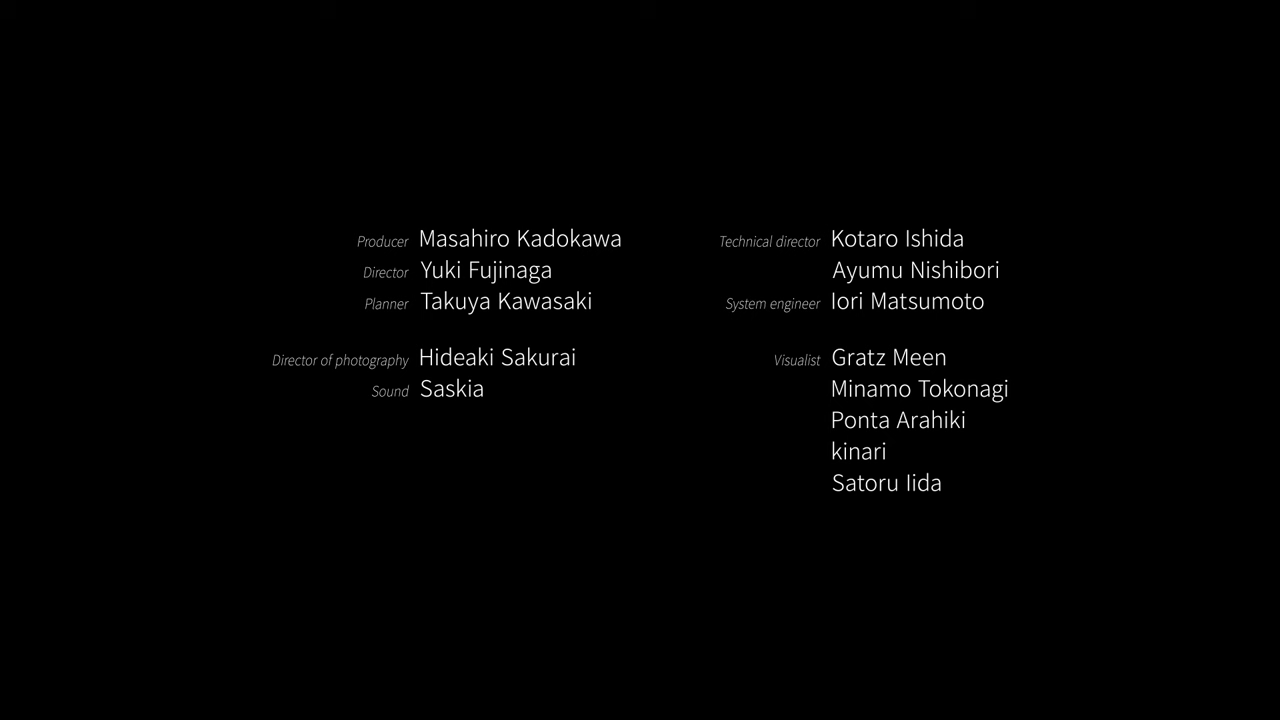 Producer Masahiro Kadokawa
Director Yuki Fujinaga
Planner Takuya Kawasaki
Director of photography Hideaki Sakurai
Sound Saskia
Technical director Kotaro Ishida
Ayumu Nishibori
System engineer Iori Matsumoto
Visualist Gratz Meen
Minamo Tokonagi
Ponta Arahiki
kinari
Satoru Iida